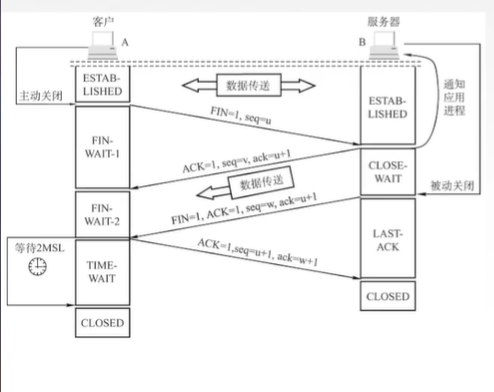 客户
服务器
A
B
ESTAB-
LISHED
数据传送
通知
应用
进程
主动关闭
FIN=1, seq=u
ESTAB-
LISHED
FIN-
WAIT-1
ACK=1, seq=v, ack=u+1
CLOSE-
WAIT
数据传送
被动关闭
FIN-
WAIT-2
FIN=1, ACK=1, seq=w, ack=u+1
等待2MSL
ACK=1,seq=u+1, ack=w+1
LAST-
ACK
TIME-
WAIT
CLOSED
CLOSED